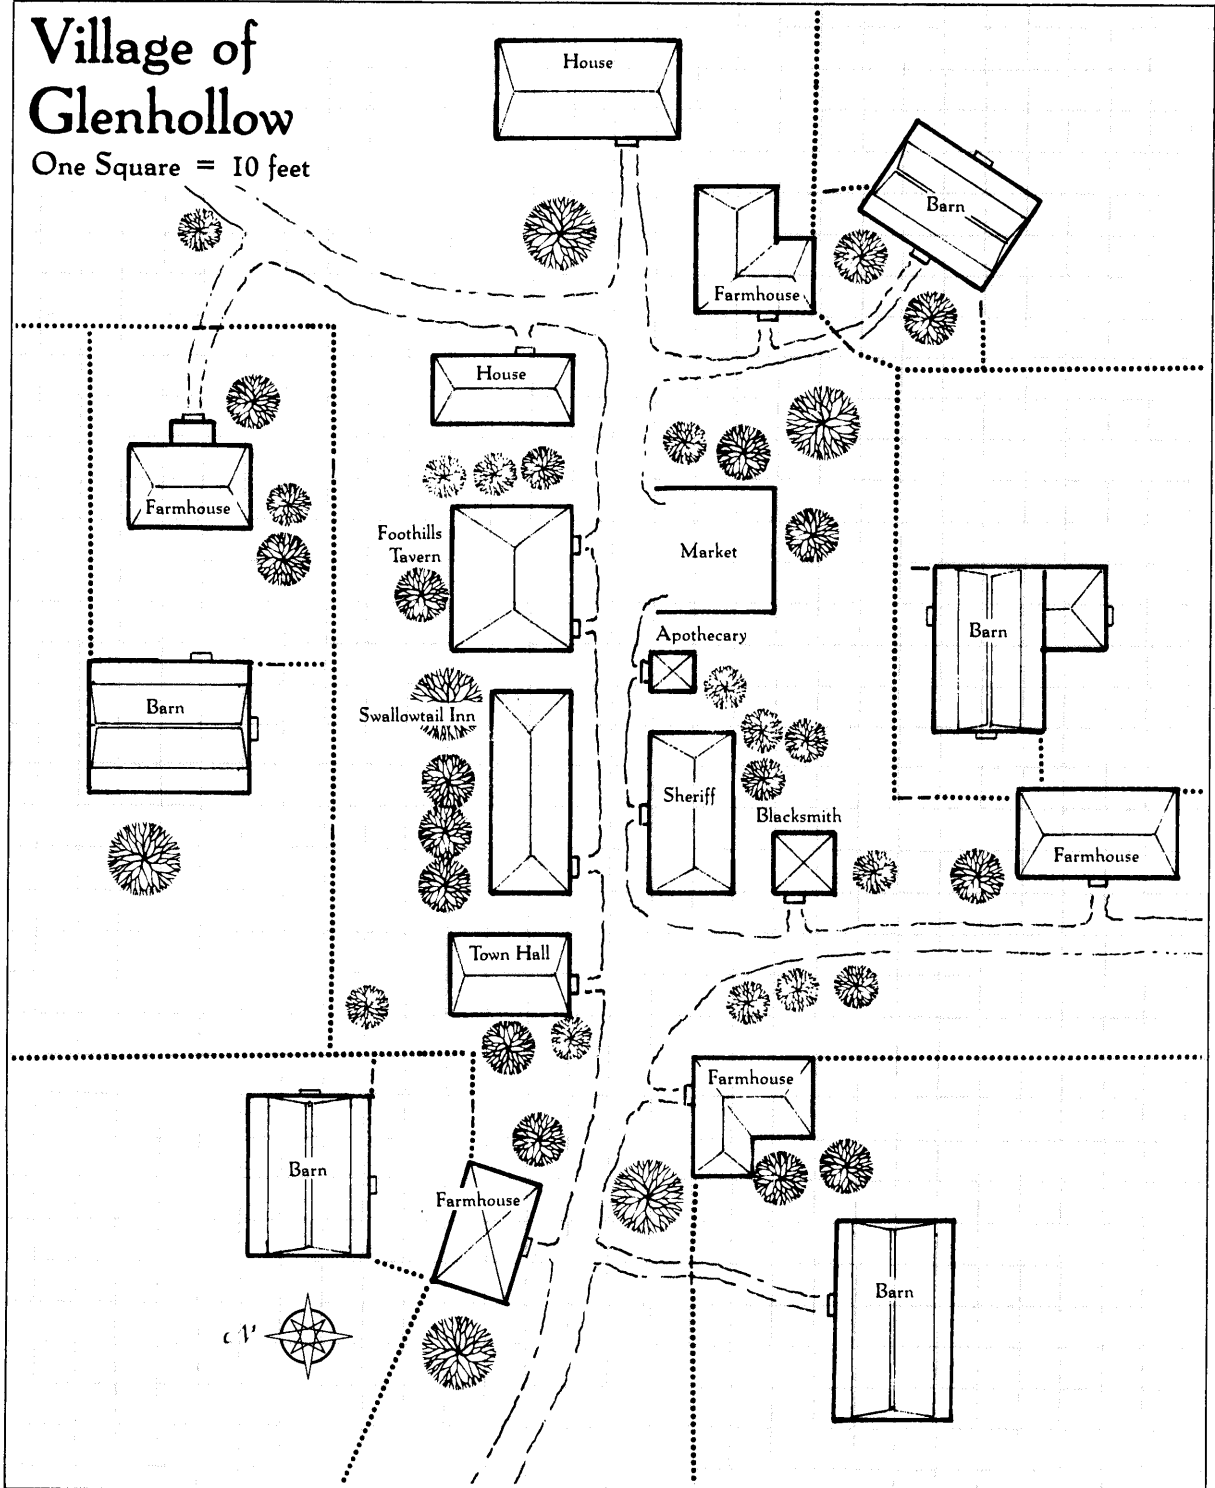 Village of
Glenhollow
One Square = 10 feet
House
Barn
Farmhouse
House
Farmhouse
Foothills
Tavern
Market
Apothecary
Barn
Barn
Swallowtail Inn
Sheriff
Blacksmith
Farmhouse
Town Hall
Farmhouse
Barn
Farmhouse
Barn
N